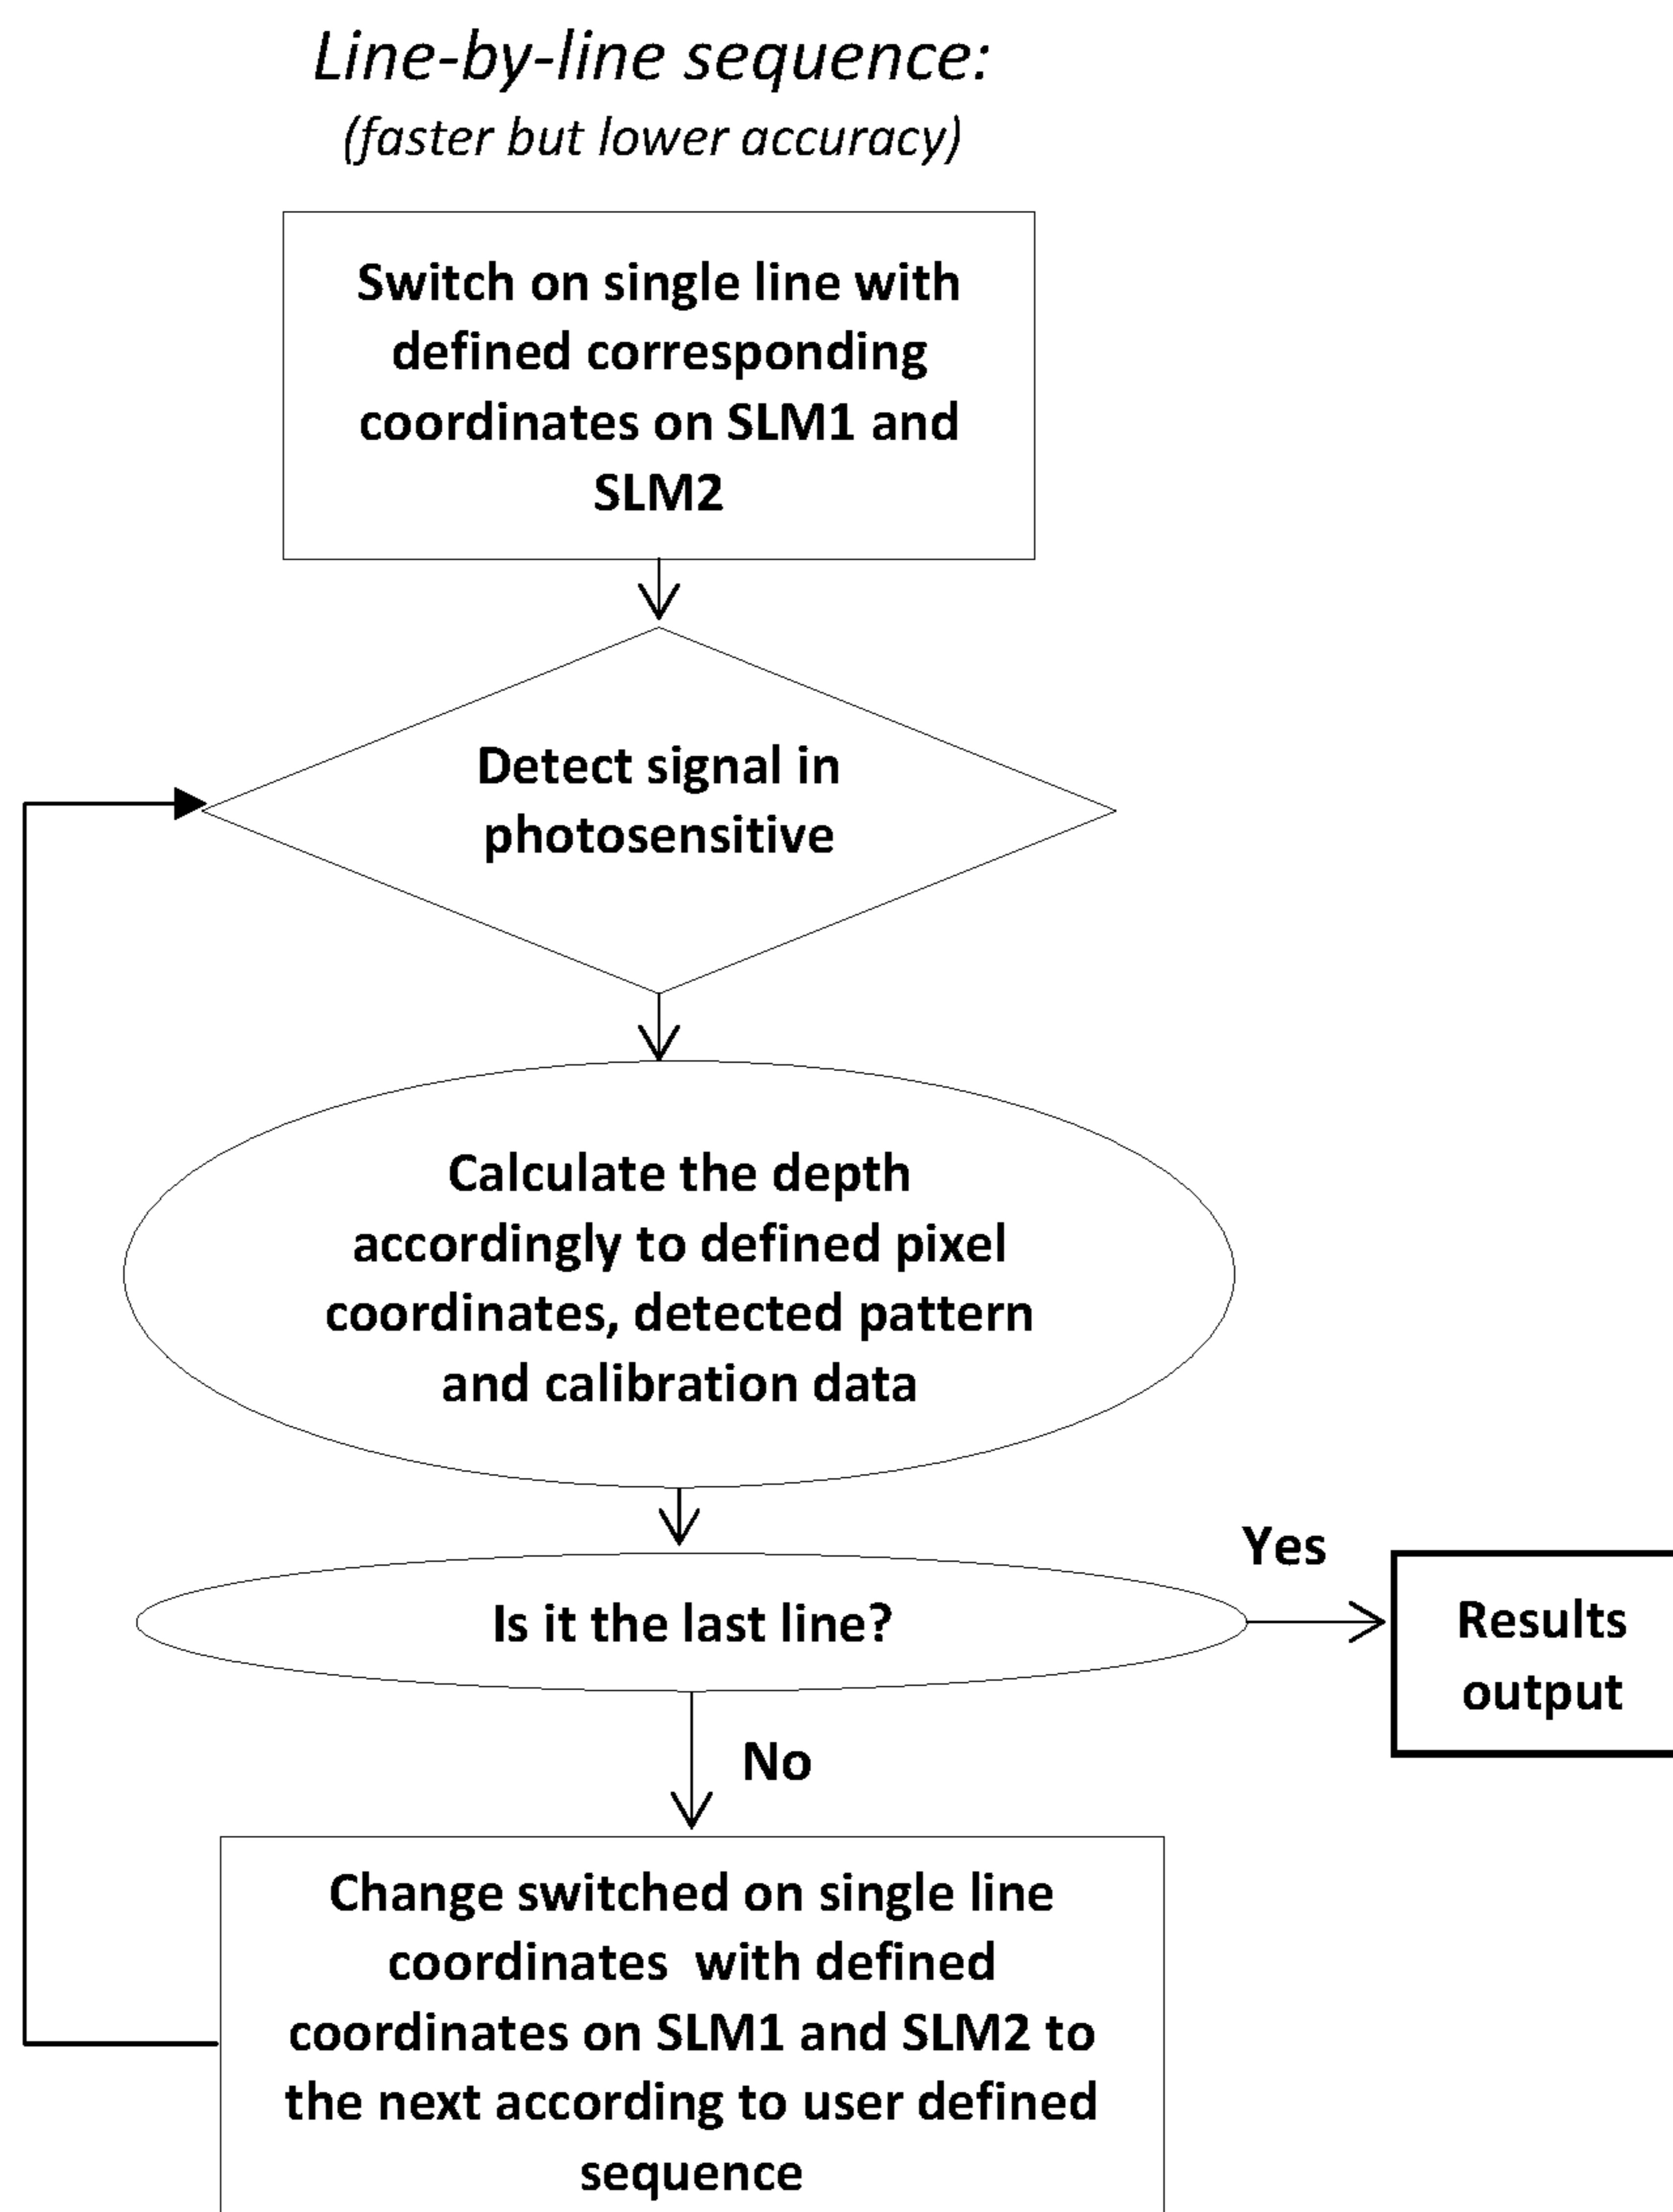 Line-by-line sequence:
(faster but lower accuracy)
Switch on single line with
defined corresponding
coordinates on SLM1 and
SLM2
Detect signal in
photosensitive
Calculate the depth
accordingly to defined pixel
coordinates, detected pattern
and calibration data
Is it the last line?
Yes
Results
output
No
Change switched on single line
coordinates with defined
coordinates on SLM1 and SLM2 to
the next according to user defined
sequence